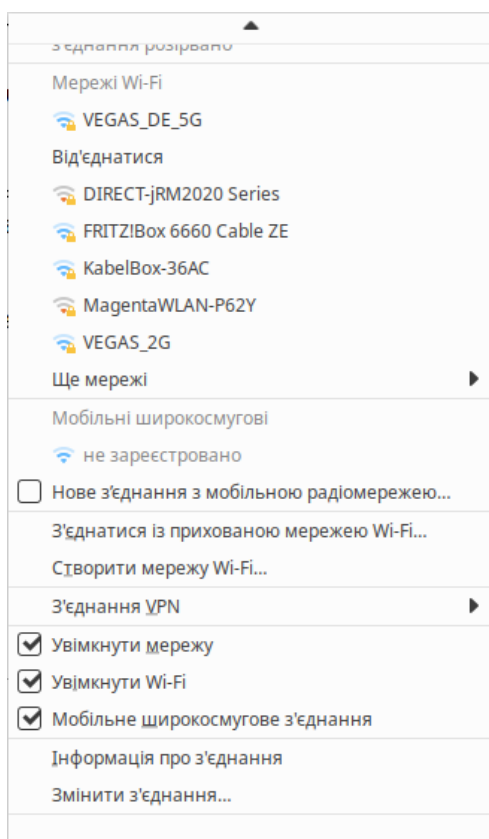 з'єднання розірвано
Мережі Wi-Fi
VEGAS_DE_5G
Від'єднатися
DIRECT-jRM2020 Series
FRITZ!Box 6660 Cable ZE
KabelBox-36AC
MagentaWLAN-P62Y
VEGAS_2G
Ще мережі
Мобільні широкосмугові
не зареєстровано
Нове з'єднання з мобільною радіомережею...
З'єднатися із прихованою мережею Wi-Fi...
Створити мережу Wi-Fi...
З'єднання VPN
Увімкнути мережу
Увімкнути Wi-Fi
Мобільне широкосмугове з'єднання
Інформація про з'єднання
Змінити з'єднання...